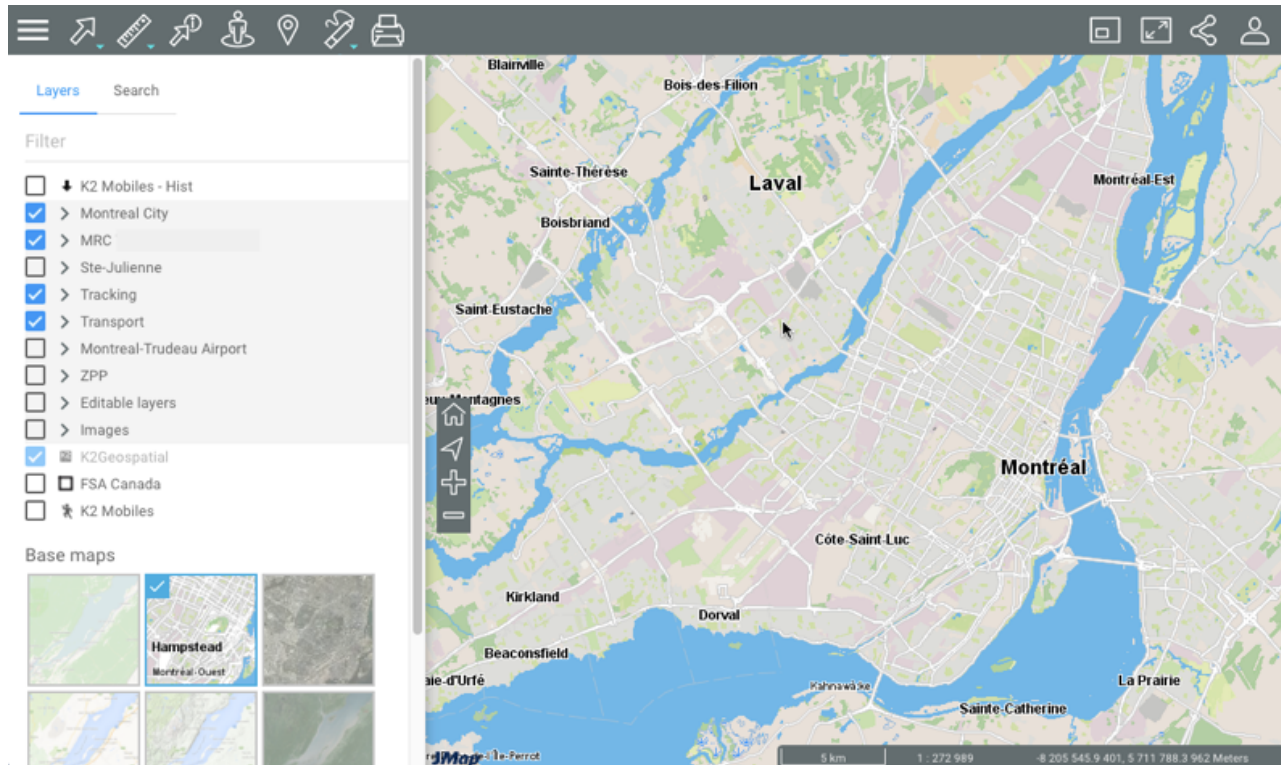 Layers Search
Filter
K2 Mobiles - Hist
Montreal City
MRC
Ste-Julienne
Tracking
Transport
Montreal-Trudeau Airport
ZPP
Editable layers
Images
K2Geospatial
FSA Canada
K2 Mobiles
Base maps
Hampstead
Montréal-Ouest
Blainville
Bois-des-Filion
Sainte-Thérèse
Laval
Montréal-Est
Boisbriand
Saint-Eustache
Montréal
Côte-Saint-Luc
Kirkland
Dorval
Beaconsfield
La Prairie
Kahnawake
Sainte-Catherine
JMap
Île-Perrot
5 km 1 : 272 989 -8 205 545.9 401, 5 711 788.3 962 Meters